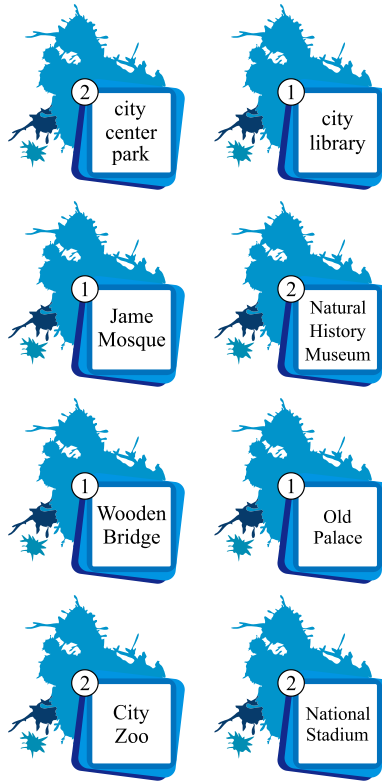 2
city
center
park
1
city
library
1
Jame
Mosque
2
Natural
History
Museum
1
Wooden
Bridge
1
Old
Palace
2
City
Zoo
2
National
Stadium